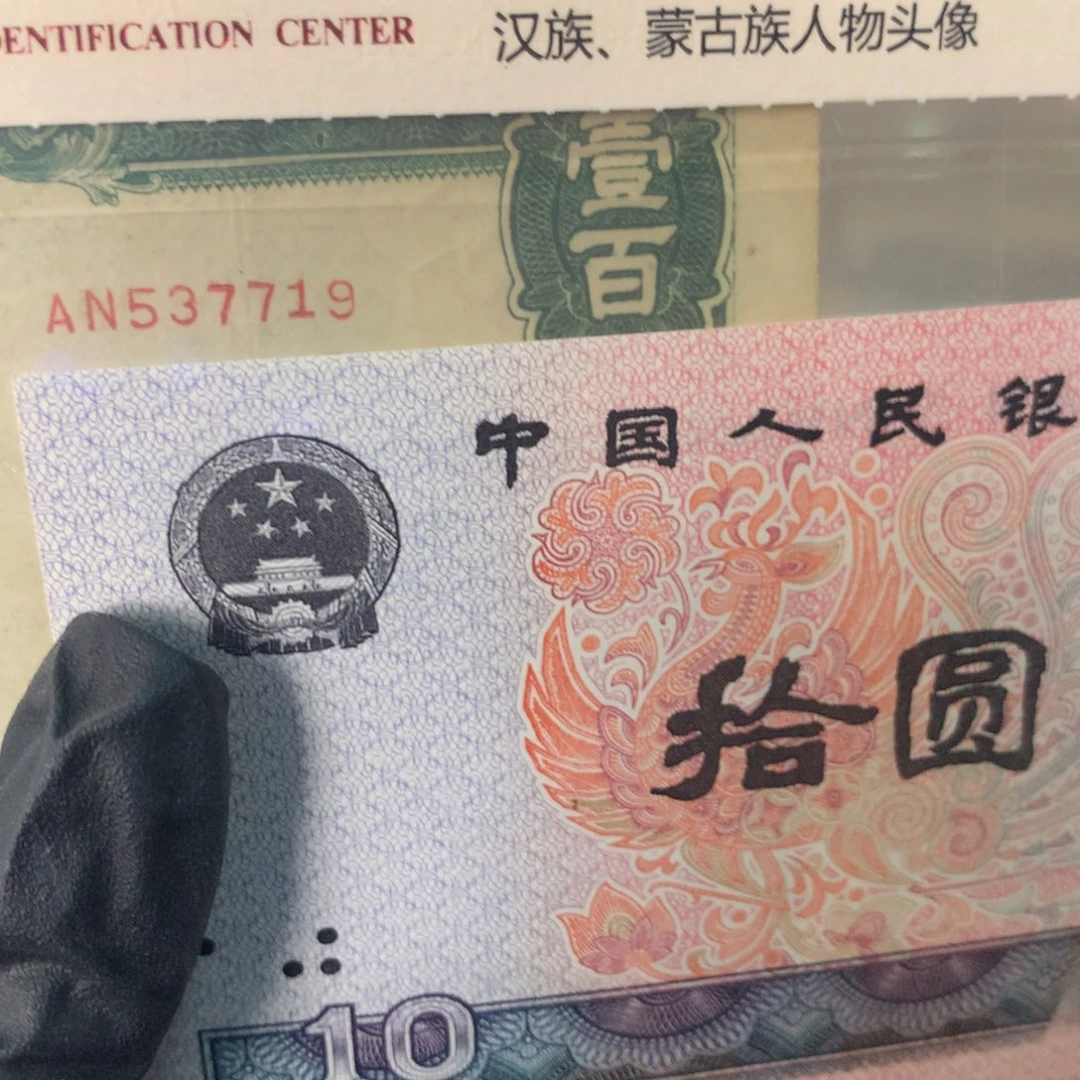 IDENTIFICATION CENTER
汉族、蒙古族人物头像
壹百
AN537719
中国人民银
拾圆
10